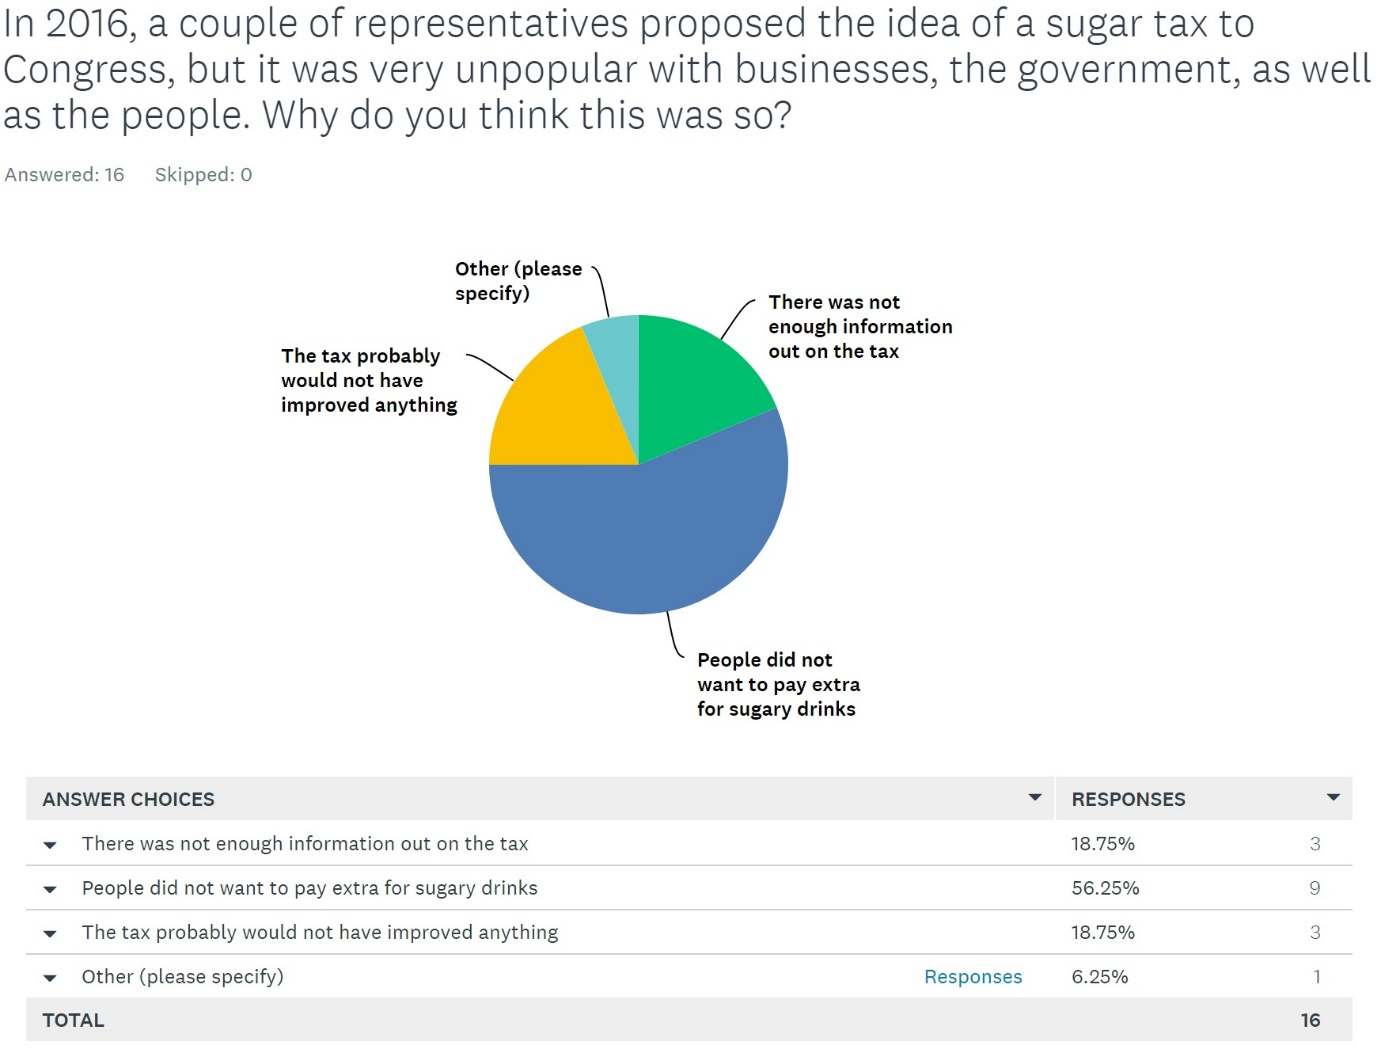 In 2016, a couple of representatives proposed the idea of a sugar tax to
Congress, but it was very unpopular with businesses, the government, as well
as the people. Why do you think this was so?
Answered: 16 Skipped: 0
Other (please
specify)
There was not
enough information
out on the tax
The tax probably
would not have
improved anything
People did not
want to pay extra
for sugary drinks
ANSWER CHOICES RESPONSES
There was not enough information out on the tax 18.75% 3
People did not want to pay extra for sugary drinks 56.25% 9
The tax probably would not have improved anything 18.75% 3
Other (please specify) Responses 6.25% 1
TOTAL 16